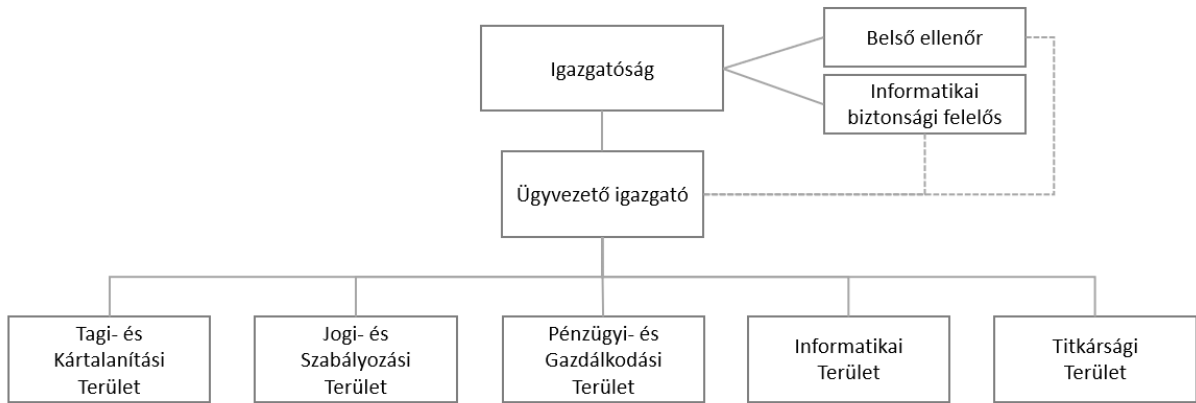 Igazgatóság
Belső ellenőr
Informatikai
biztonsági felelős
Ügyvezető igazgató
Tagi- és
Kártalanítási
Terület
Jogi- és
Szabályozási
Terület
Pénzügyi- és
Gazdálkodási
Terület
Informatikai
Terület
Titkársági
Terület